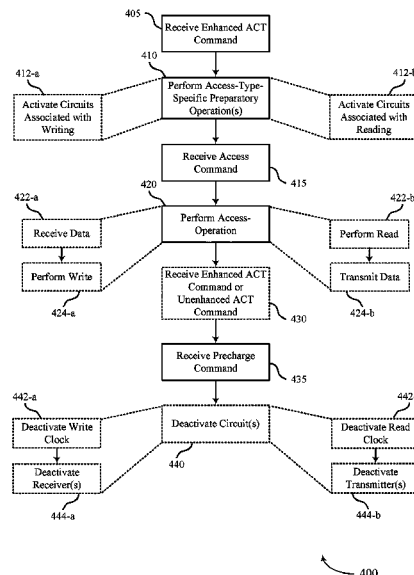 405
Receive Enhanced ACT
Command
412-a
410
412-b
Activate Circuits
Associated with
Writing
Perform Access-Type-
Specific Preparatory
Operation(s)
Activate Circuits
Associated with
Reading
Receive Access
Command
415
422-a
420
422-b
Receive Data
Perform Access-
Operation
Perform Read
Perform Write
Transmit Data
424-a
424-b
Receive Enhanced ACT
Command or
Unenhanced ACT
Command
430
Receive Precharge
Command
435
442-a
442
Deactivate Write
Clock
Deactivate Circuit(s)
Deactivate Read
Clock
440
Deactivate
Receiver(s)
Deactivate
Transmitter(s)
444-a
444-b
400